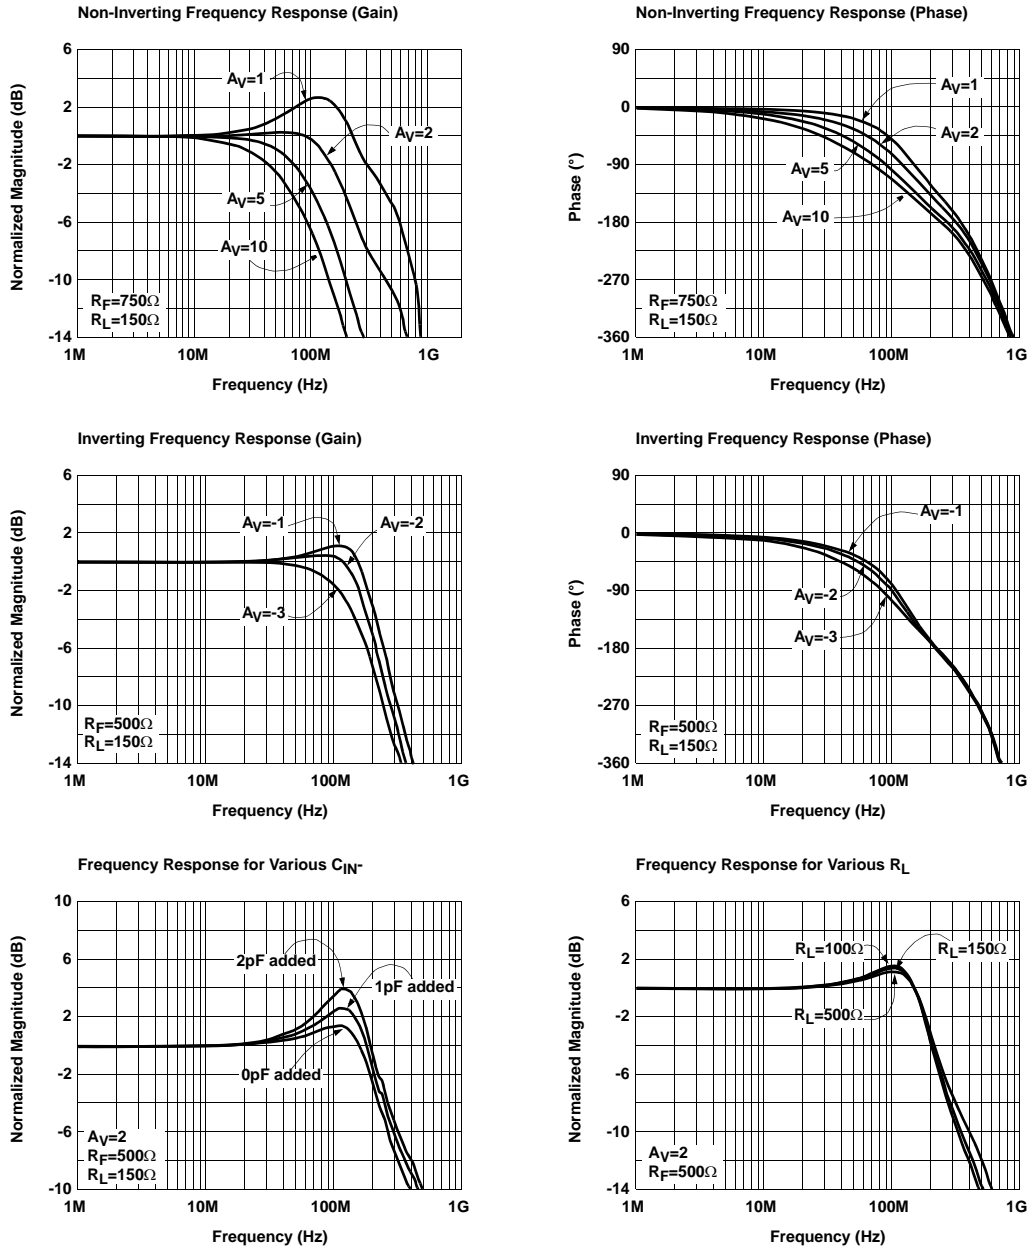 Non-Inverting Frequency Response (Gain)
Normalized Magnitude (dB)
6
2
-2
-6
-10
-14
AV=1
AV=2
AV=5
AV=10
RF=750Ω
RL=150Ω
1M
10M
100M
1G
Frequency (Hz)
Non-Inverting Frequency Response (Phase)
Phase (°)
90
0
-90
-180
-270
-360
AV=1
AV=2
AV=5
AV=10
RF=750Ω
RL=150Ω
1M
10M
100M
1G
Frequency (Hz)
Inverting Frequency Response (Gain)
Normalized Magnitude (dB)
6
2
-2
-6
-10
-14
AV=-1
AV=-2
AV=-3
RF=500Ω
RL=150Ω
1M
10M
100M
1G
Frequency (Hz)
Inverting Frequency Response (Phase)
Phase (°)
90
0
-90
-180
-270
-360
AV=-1
AV=-2
AV=-3
RF=500Ω
RL=150Ω
1M
10M
100M
1G
Frequency (Hz)
Frequency Response for Various CIN-
Normalized Magnitude (dB)
10
6
2
-2
-6
-10
2pF added
1pF added
0pF added
AV=2
RF=500Ω
RL=150Ω
1M
10M
100M
1G
Frequency (Hz)
Frequency Response for Various RL
Normalized Magnitude (dB)
6
2
-2
-6
-10
-14
RL=100Ω
RL=150Ω
RL=500Ω
AV=2
RF=500Ω
1M
10M
100M
1G
Frequency (Hz)